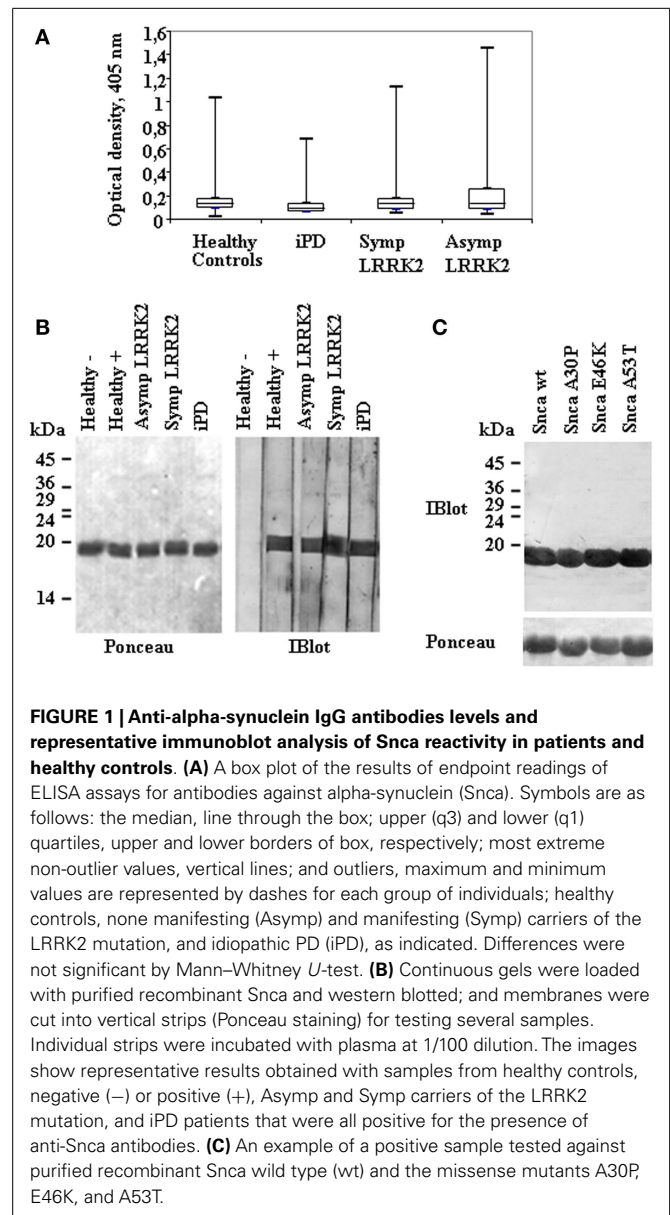 A
Optical density, 405 nm
1,6
1,4
1,2
1
0,8
0,6
0,4
0,2
0
Healthy Controls
iPD
Symp LRRK2
Asymp LRRK2
B
kDa
Healthy -
Healthy +
Asymp LRRK2
Symp LRRK2
iPD
Healthy -
Healthy +
Asymp LRRK2
Symp LRRK2
iPD
45
36
29
24
20
14
Ponceau
IBlot
C
kDa
Snca wt
Snca A30P
Snca E46K
Snca A53T
45
36
29
24
20
IBlot
Ponceau
FIGURE 1 | Anti-alpha-synuclein IgG antibodies levels and
representative immunoblot analysis of Snca reactivity in patients and
healthy controls. (A) A box plot of the results of endpoint readings of
ELISA assays for antibodies against alpha-synuclein (Snca). Symbols are as
follows: the median, line through the box; upper (q3) and lower (q1)
quartiles, upper and lower borders of box, respectively; most extreme
non-outlier values, vertical lines; and outliers, maximum and minimum
values are represented by dashes for each group of individuals; healthy
controls, none manifesting (Asymp) and manifesting (Symp) carriers of the
LRRK2 mutation, and idiopathic PD (iPD), as indicated. Differences were
not significant by Mann–Whitney U-test. (B) Continuous gels were loaded
with purified recombinant Snca and western blotted; and membranes were
cut into vertical strips (Ponceau staining) for testing several samples.
Individual strips were incubated with plasma at 1/100 dilution. The images
show representative results obtained with samples from healthy controls,
negative (−) or positive (+), Asymp and Symp carriers of the LRRK2
mutation, and iPD patients that were all positive for the presence of
anti-Snca antibodies. (C) An example of a positive sample tested against
purified recombinant Snca wild type (wt) and the missense mutants A30P,
E46K, and A53T.